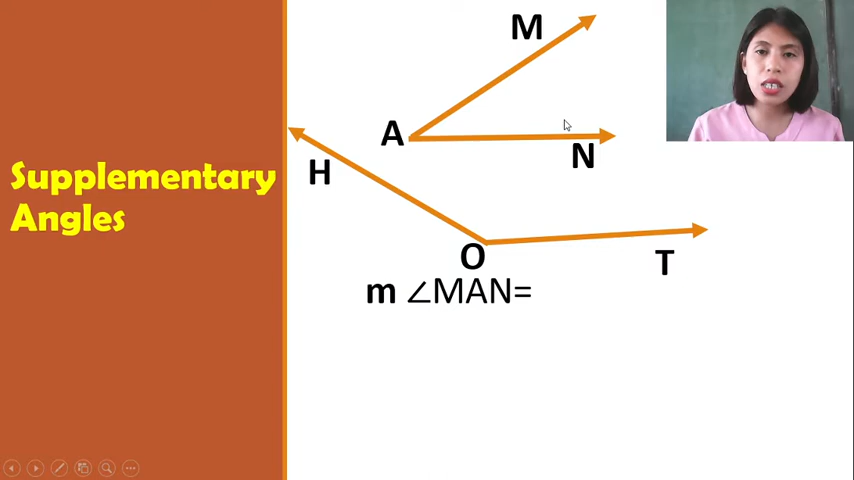 Supplementary
Angles
M
A
N
H
O
T
m ∠MAN=